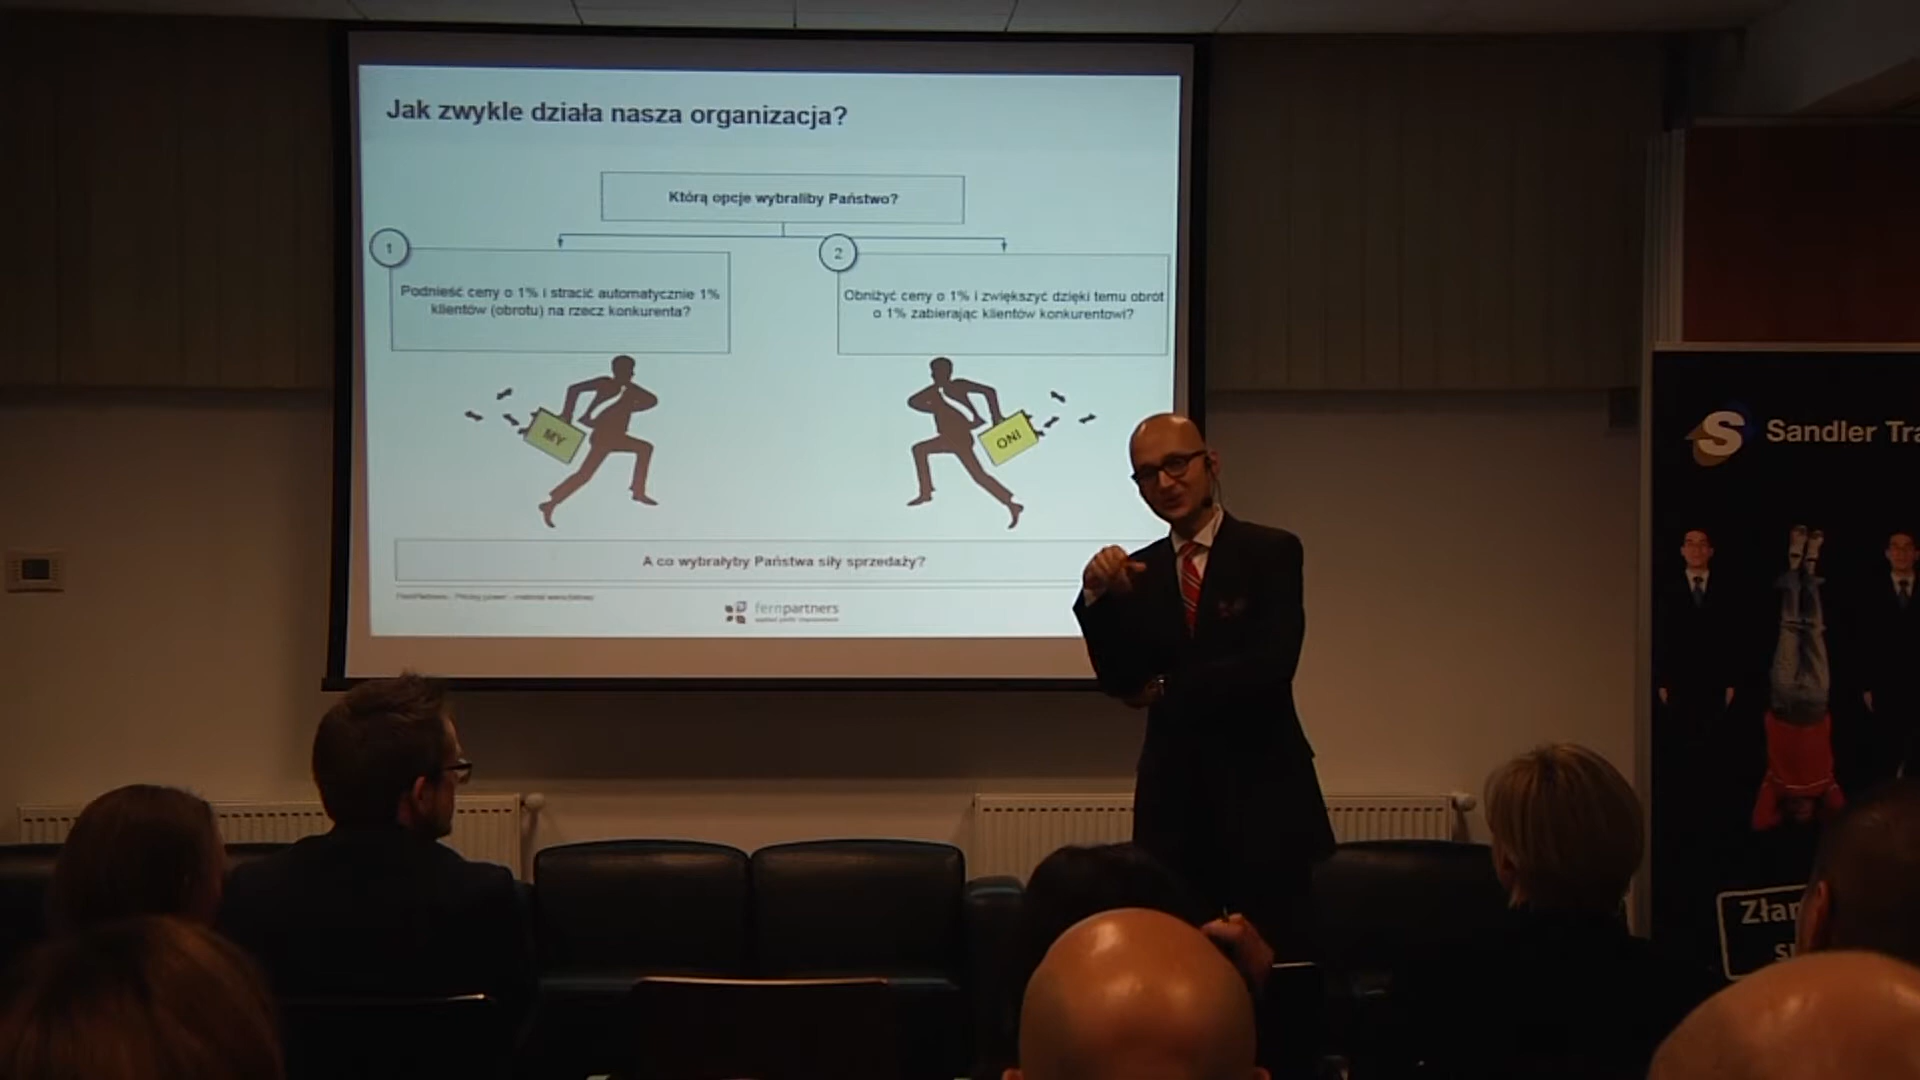 Jak zwykle działa nasza organizacja?
Którą opcje wybraliby Państwo?
1
Podnieść ceny o 1% i stracić automatycznie 1%
klientów (obrotu) na rzecz konkurenta?
2
Obniżyć ceny o 1% i zwiększyć dzięki temu obrót
o 1% zabierając klientów konkurentowi?
MY
ONI
A co wybrałyby Państwa siły sprzedaży?
fernpartners
S Sandler Tra
Złam